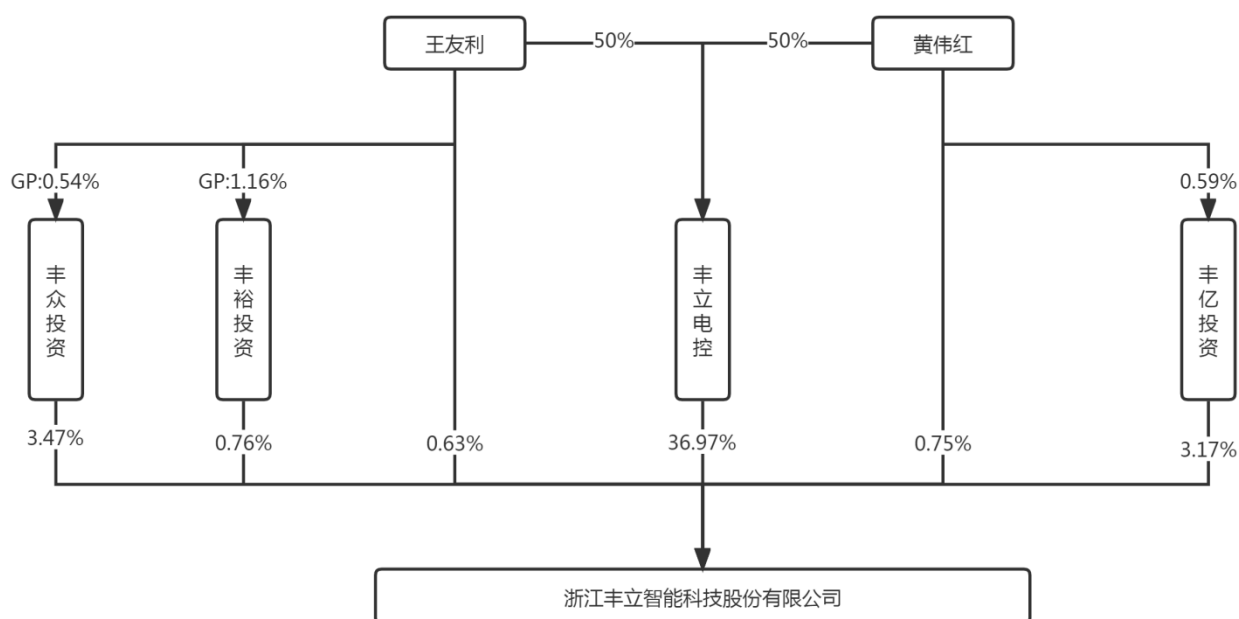 王友利
50%
50%
黄伟红
GP:0.54%
GP:1.16%
0.59%
丰众投资
丰裕投资
丰立电控
丰亿投资
3.47%
0.76%
0.63%
36.97%
0.75%
3.17%
浙江丰立智能科技股份有限公司